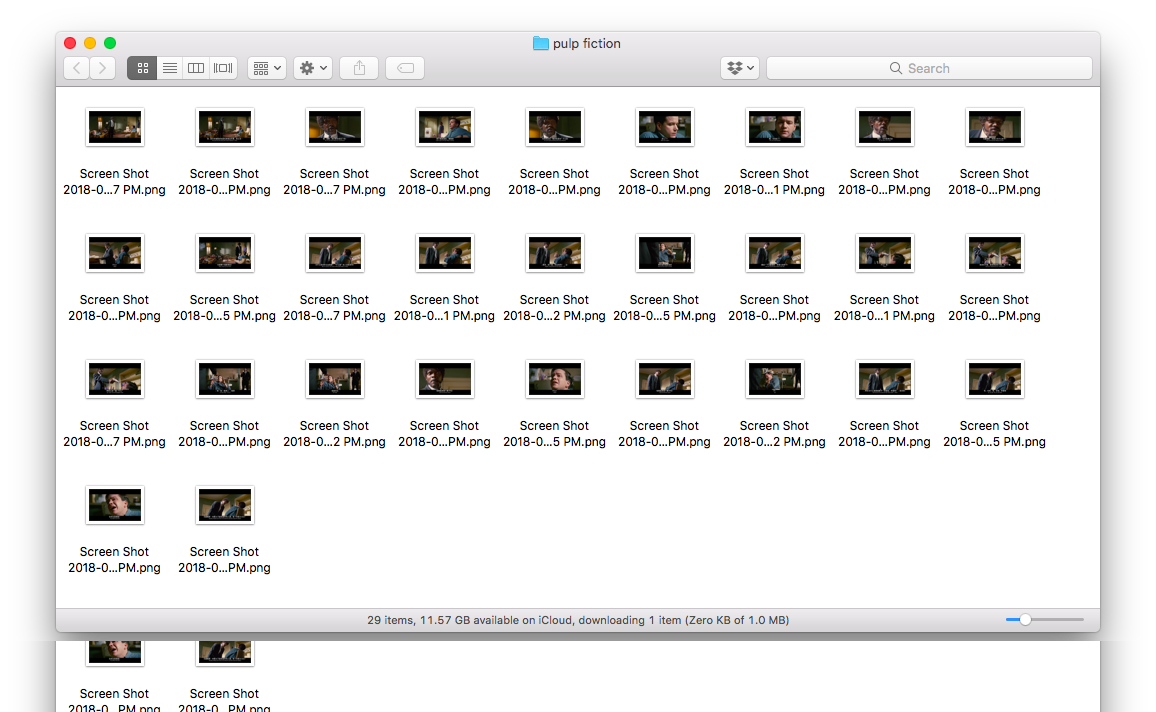 pulp fiction
Search
Screen Shot Screen Shot Screen Shot Screen Shot Screen Shot Screen Shot Screen Shot Screen Shot Screen Shot
2018-0...7 PM.png 2018-0...PM.png 2018-0...7 PM.png 2018-0...PM.png 2018-0...PM.png 2018-0...PM.png 2018-0...1 PM.png 2018-0...PM.png 2018-0...PM.png
Screen Shot Screen Shot Screen Shot Screen Shot Screen Shot Screen Shot Screen Shot Screen Shot Screen Shot
2018-0...PM.png 2018-0...5 PM.png 2018-0...7 PM.png 2018-0...1 PM.png 2018-0...2 PM.png 2018-0...5 PM.png 2018-0...PM.png 2018-0...1 PM.png 2018-0...PM.png
Screen Shot Screen Shot Screen Shot Screen Shot Screen Shot Screen Shot Screen Shot Screen Shot Screen Shot
2018-0...7 PM.png 2018-0...PM.png 2018-0...2 PM.png 2018-0...PM.png 2018-0...5 PM.png 2018-0...PM.png 2018-0...2 PM.png 2018-0...PM.png 2018-0...5 PM.png
Screen Shot Screen Shot
2018-0...PM.png 2018-0...PM.png
29 items, 11.57 GB available on iCloud, downloading 1 item (Zero KB of 1.0 MB)
Screen Shot Screen Shot
2018-0...PM.png 2018-0...PM.png